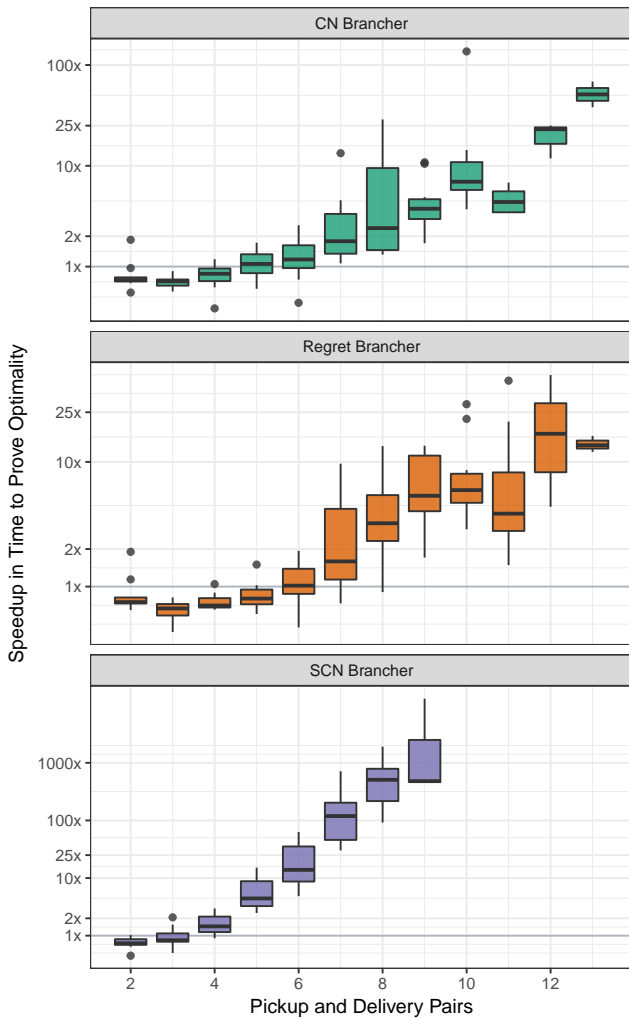 CN Brancher
100x
25x
10x
2x
1x
Regret Brancher
25x
10x
2x
1x
SCN Brancher
1000x
100x
25x
10x
2x
1x
2 4 6 8 10 12
Pickup and Delivery Pairs
Speedup in Time to Prove Optimality